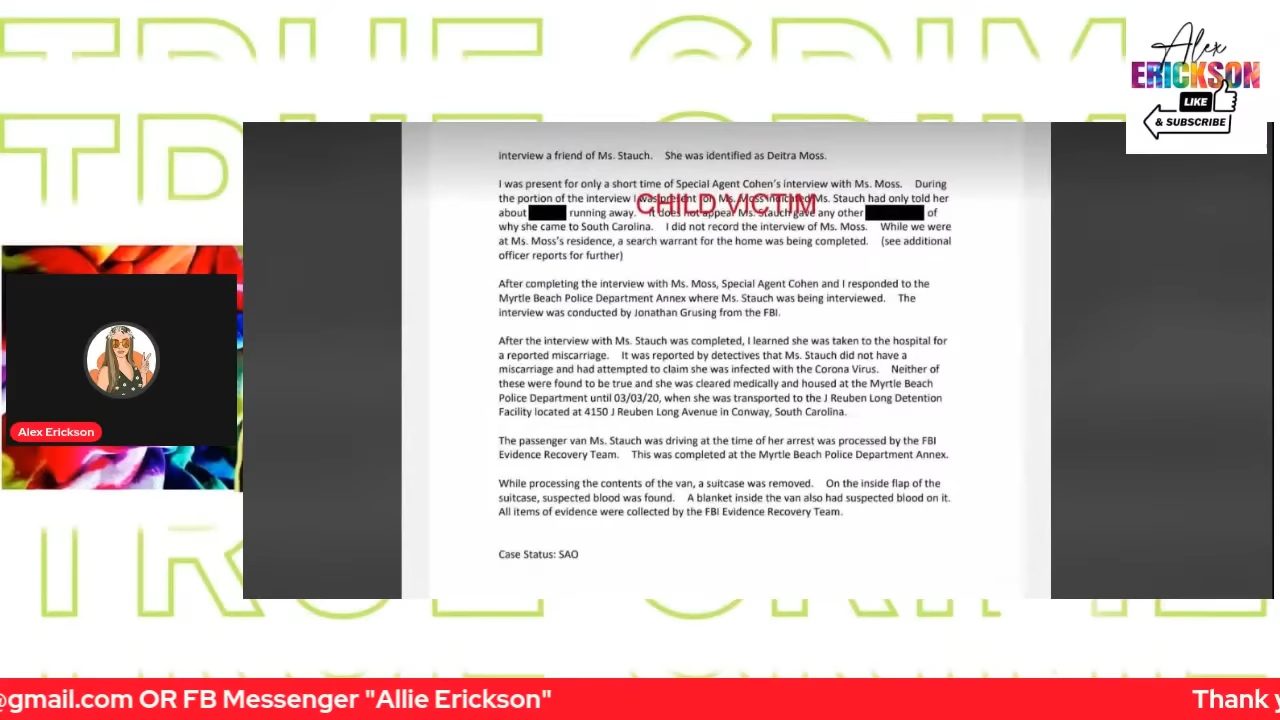 TRUE CRIM
Alex
ERICKSON
LIKE
& SUBSCRIBE
TRUE CRIM
interview a friend of Ms. Stauch. She was identified as Deitra Moss.
I was present for only a short time of Special Agent Cohen's interview with Ms. Moss. During
the portion of the interview I was present for, Ms. Moss indicated Ms. Stauch had only told her
CHILD VICTIM
about running away. It does not appear Ms. Stauch gave any other of
why she came to South Carolina. I did not record the interview of Ms. Moss. While we were
at Ms. Moss's residence, a search warrant for the home was being completed. (see additional
officer reports for further)
After completing the interview with Ms. Moss, Special Agent Cohen and I responded to the
Myrtle Beach Police Department Annex where Ms. Stauch was being interviewed. The
interview was conducted by Jonathan Grusing from the FBI.
After the interview with Ms. Stauch was completed, I learned she was taken to the hospital for
a reported miscarriage. It was reported by detectives that Ms. Stauch did not have a
miscarriage and had attempted to claim she was infected with the Corona Virus. Neither of
these were found to be true and she was cleared medically and housed at the Myrtle Beach
Police Department until 03/03/20, when she was transported to the J Reuben Long Detention
Facility located at 4150 J Reuben Long Avenue in Conway, South Carolina.
The passenger van Ms. Stauch was driving at the time of her arrest was processed by the FBI
Evidence Recovery Team. This was completed at the Myrtle Beach Police Department Annex.
While processing the contents of the van, a suitcase was removed. On the inside flap of the
suitcase, suspected blood was found. A blanket inside the van also had suspected blood on it.
All items of evidence were collected by the FBI Evidence Recovery Team.
Case Status: SAO
Alex Erickson
TRUE CRIME
@gmail.com OR FB Messenger "Allie Erickson"
Thank y